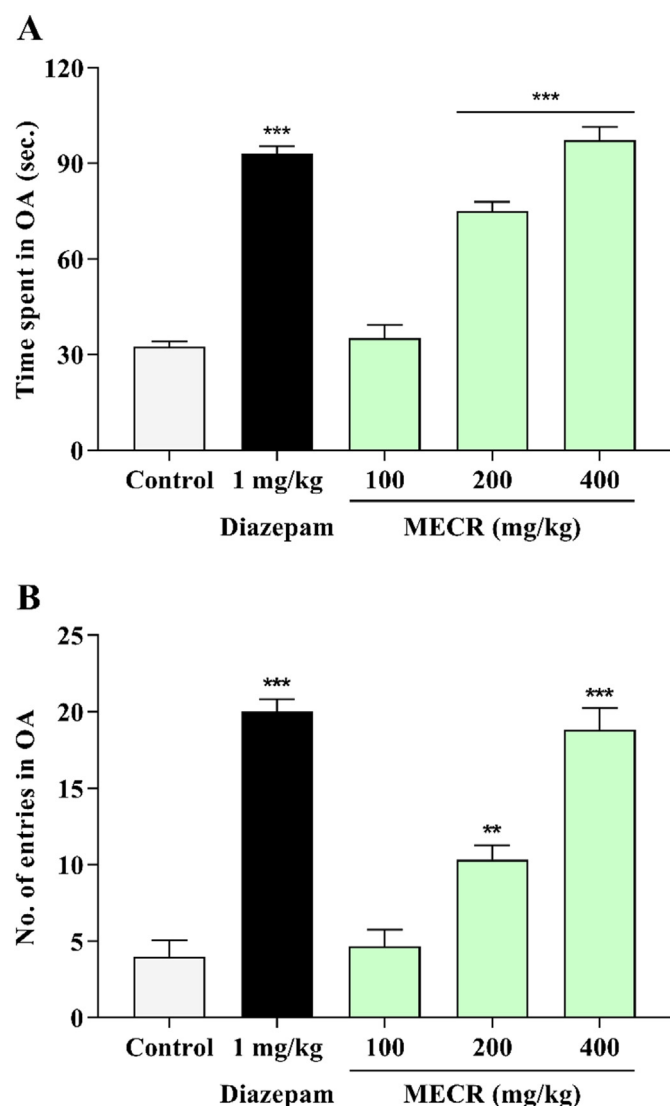 A
Time spent in OA (sec.)
120
90
60
30
0
***
***
Control 1 mg/kg 100 200 400
Diazepam MECR (mg/kg)
B
No. of entries in OA
25
20
15
10
5
0
***
**
***
Control 1 mg/kg 100 200 400
Diazepam MECR (mg/kg)